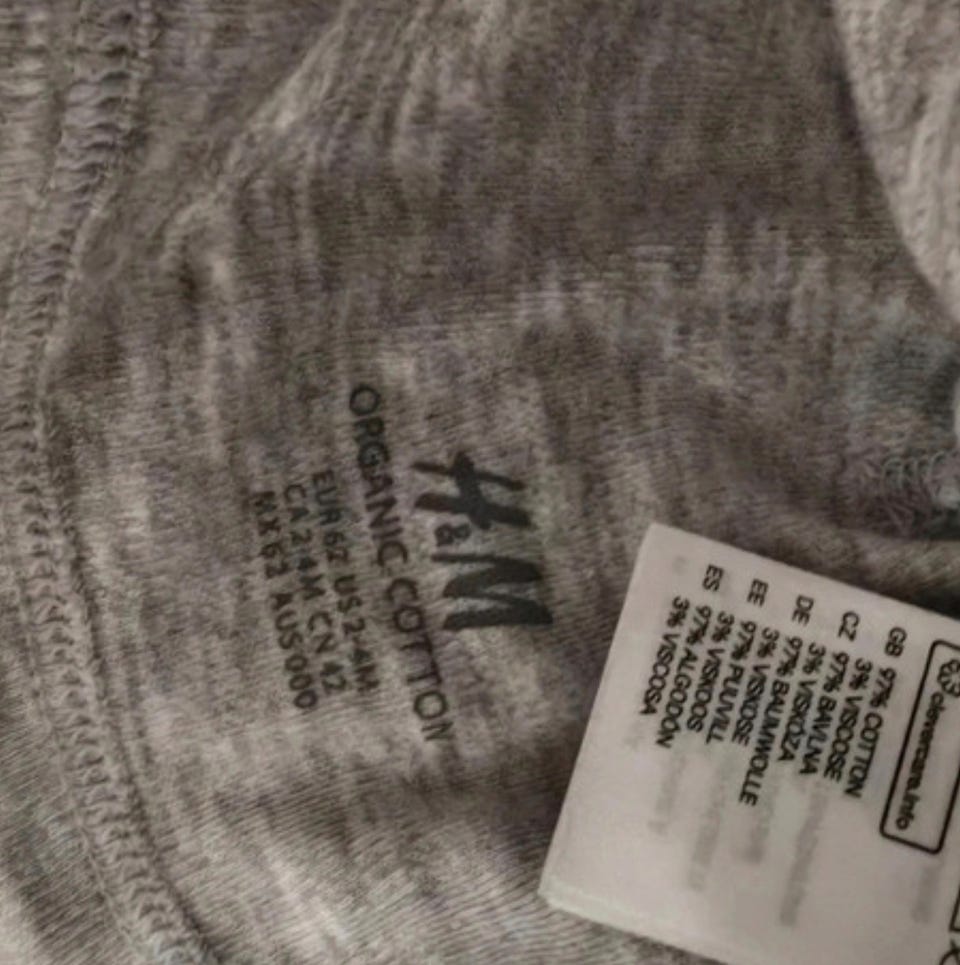 H&M
ORGANIC COTTON
EUR 62 US 2-4M
CA 2-4M CN 42
MX 62 AUS 000
clevercare.info
GB 97% COTTON
3% VISCOSE
CZ 97% BAVLNA
3% VISKÓZA
DE 97% BAUMWOLLE
3% VISKOSE
EE 97% PUUVILL
3% VISKOOS
ES 97% ALGODÓN
3% VISCOSA